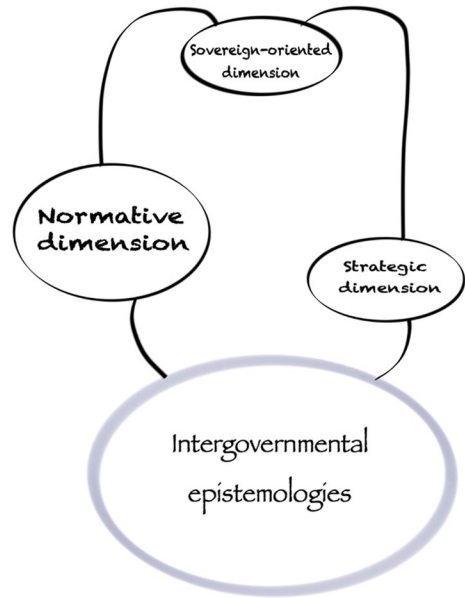 Sovereign-oriented
dimension
Normative
dimension
Strategic
dimension
Intergovernmental
epistemologies